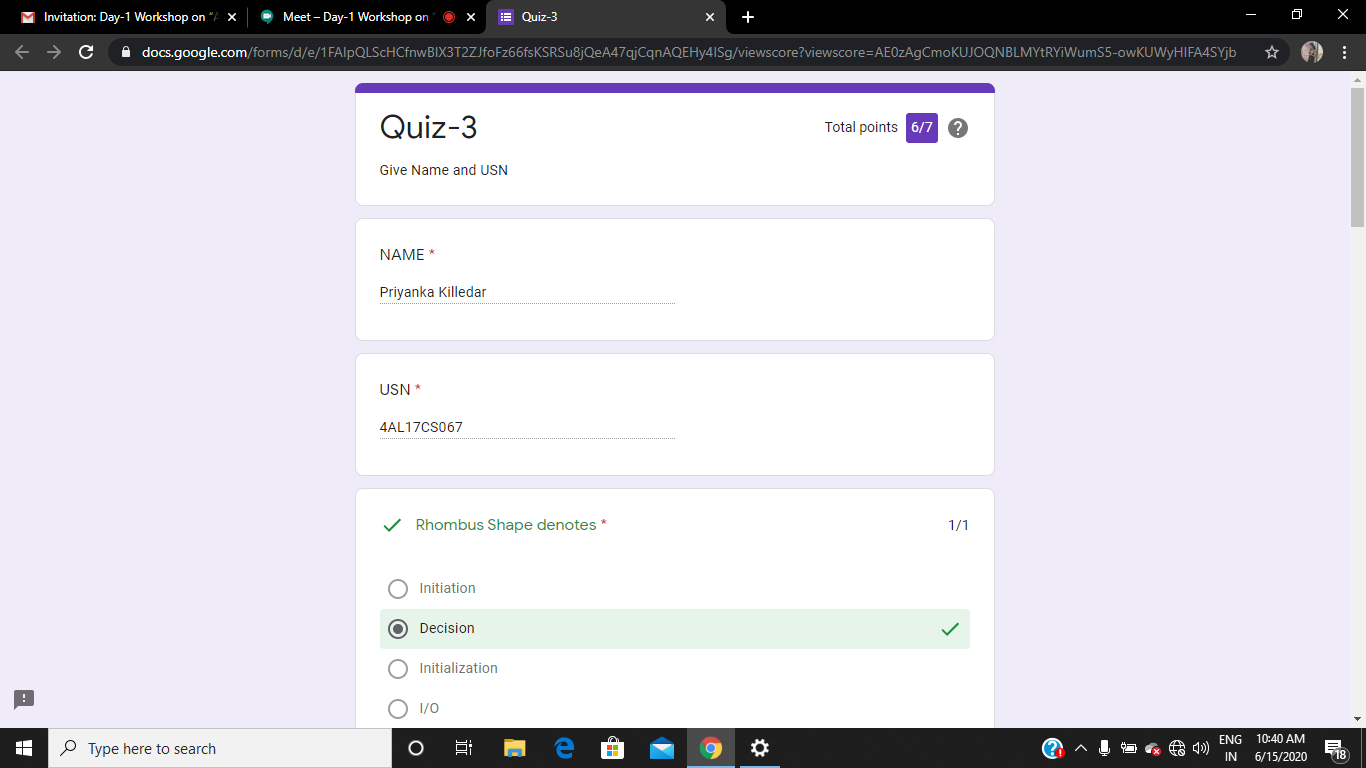 Invitation: Day-1 Workshop on "A
Meet – Day-1 Workshop on "
Quiz-3
docs.google.com/forms/d/e/1FAIpQLScHCfnwBIX3T2ZJfoFz66fsKSRSu8jQeA47qjCqnAQEHy4ISg/viewscore?viewscore=AE0zAgCmoKUJOQNBLMYtRYiWumS5-owKUWyHIFA4SYjb
Quiz-3
Total points 6/7
Give Name and USN
NAME *
Priyanka Killedar
USN *
4AL17CS067
Rhombus Shape denotes *
1/1
Initiation
Decision
Initialization
I/O
Type here to search
ENG
IN
10:40 AM
6/15/2020
18